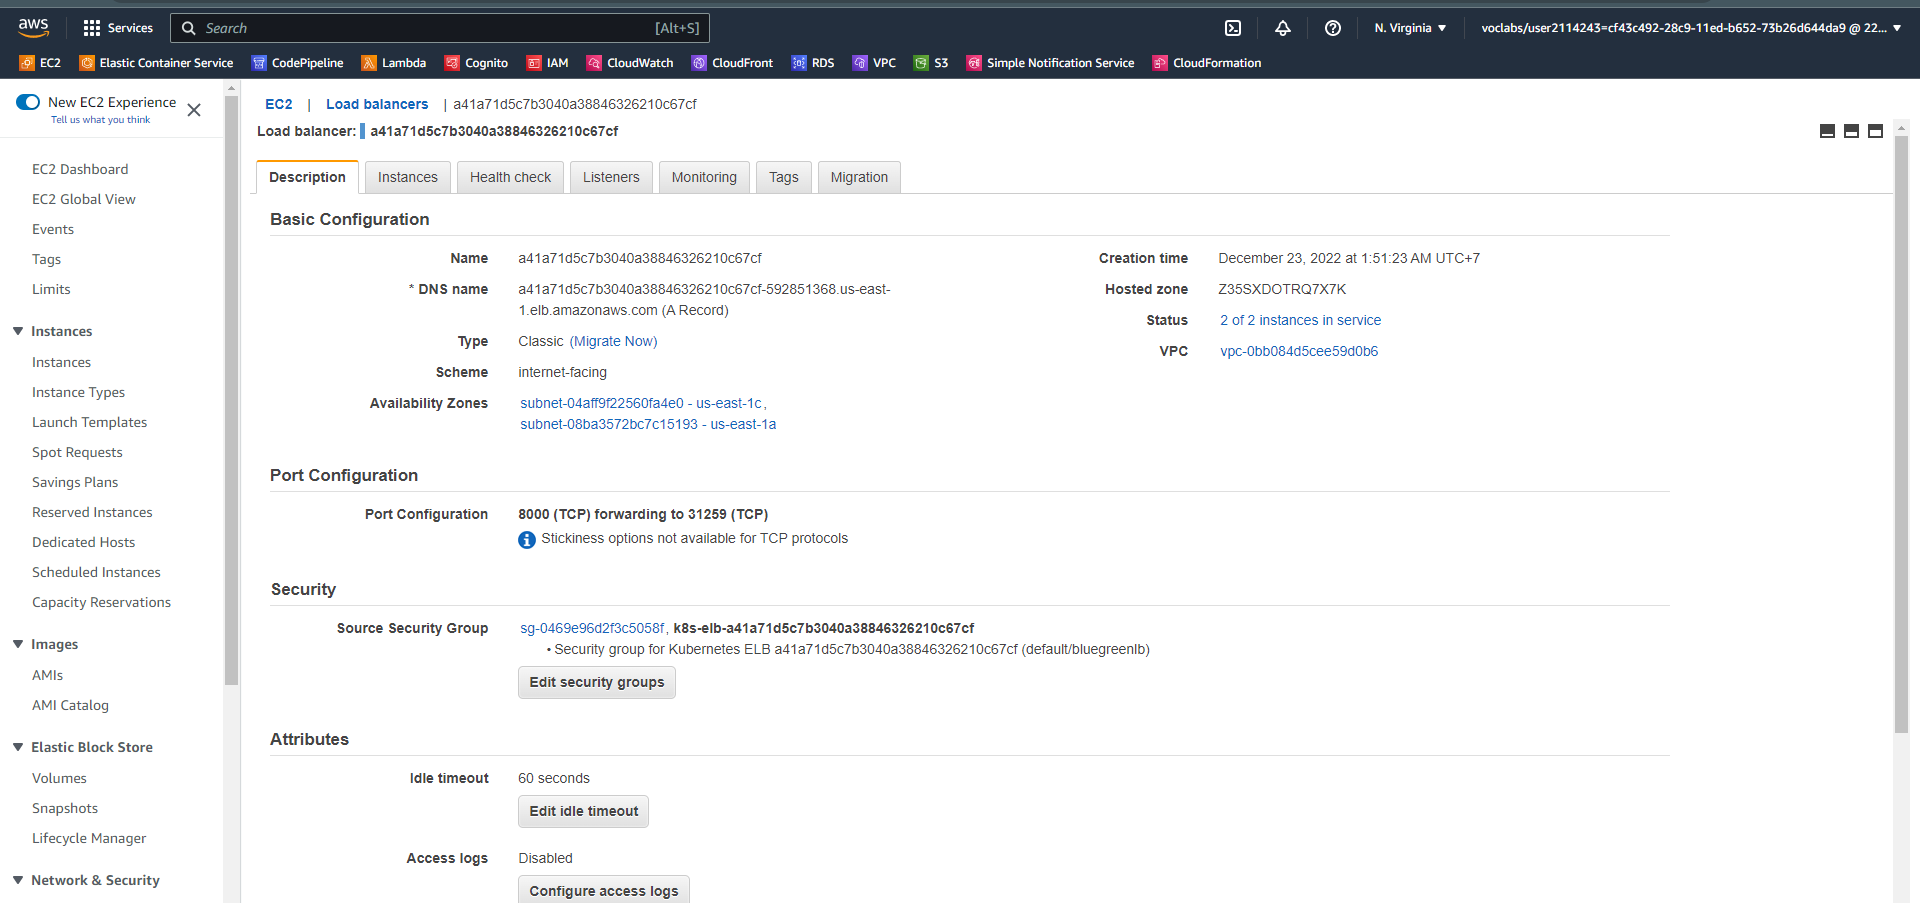 aws Services Search [Alt+S] N. Virginia voclabs/user2114243=cf43c492-28c9-11ed-b652-73b26d644da9 @ 22...
EC2 Elastic Container Service CodePipeline Lambda Cognito IAM CloudWatch CloudFront RDS VPC S3 Simple Notification Service CloudFormation
New EC2 Experience
Tell us what you think
EC2 Dashboard
EC2 Global View
Events
Tags
Limits
Instances
Instances
Instance Types
Launch Templates
Spot Requests
Savings Plans
Reserved Instances
Dedicated Hosts
Scheduled Instances
Capacity Reservations
Images
AMIs
AMI Catalog
Elastic Block Store
Volumes
Snapshots
Lifecycle Manager
Network & Security
EC2 | Load balancers | a41a71d5c7b3040a38846326210c67cf
Load balancer: a41a71d5c7b3040a38846326210c67cf
Description Instances Health check Listeners Monitoring Tags Migration
Basic Configuration
Name a41a71d5c7b3040a38846326210c67cf
* DNS name a41a71d5c7b3040a38846326210c67cf-592851368.us-east-
1.elb.amazonaws.com (A Record)
Type Classic (Migrate Now)
Scheme internet-facing
Availability Zones subnet-04aff9f22560fa4e0 - us-east-1c,
subnet-08ba3572bc7c15193 - us-east-1a
Creation time December 23, 2022 at 1:51:23 AM UTC+7
Hosted zone Z35SXDOTRQ7X7K
Status 2 of 2 instances in service
VPC vpc-0bb084d5cee59d0b6
Port Configuration
Port Configuration 8000 (TCP) forwarding to 31259 (TCP)
Stickiness options not available for TCP protocols
Security
Source Security Group sg-0469e96d2f3c5058f, k8s-elb-a41a71d5c7b3040a38846326210c67cf
• Security group for Kubernetes ELB a41a71d5c7b3040a38846326210c67cf (default/bluegreenlb)
Edit security groups
Attributes
Idle timeout 60 seconds
Edit idle timeout
Access logs Disabled
Configure access logs